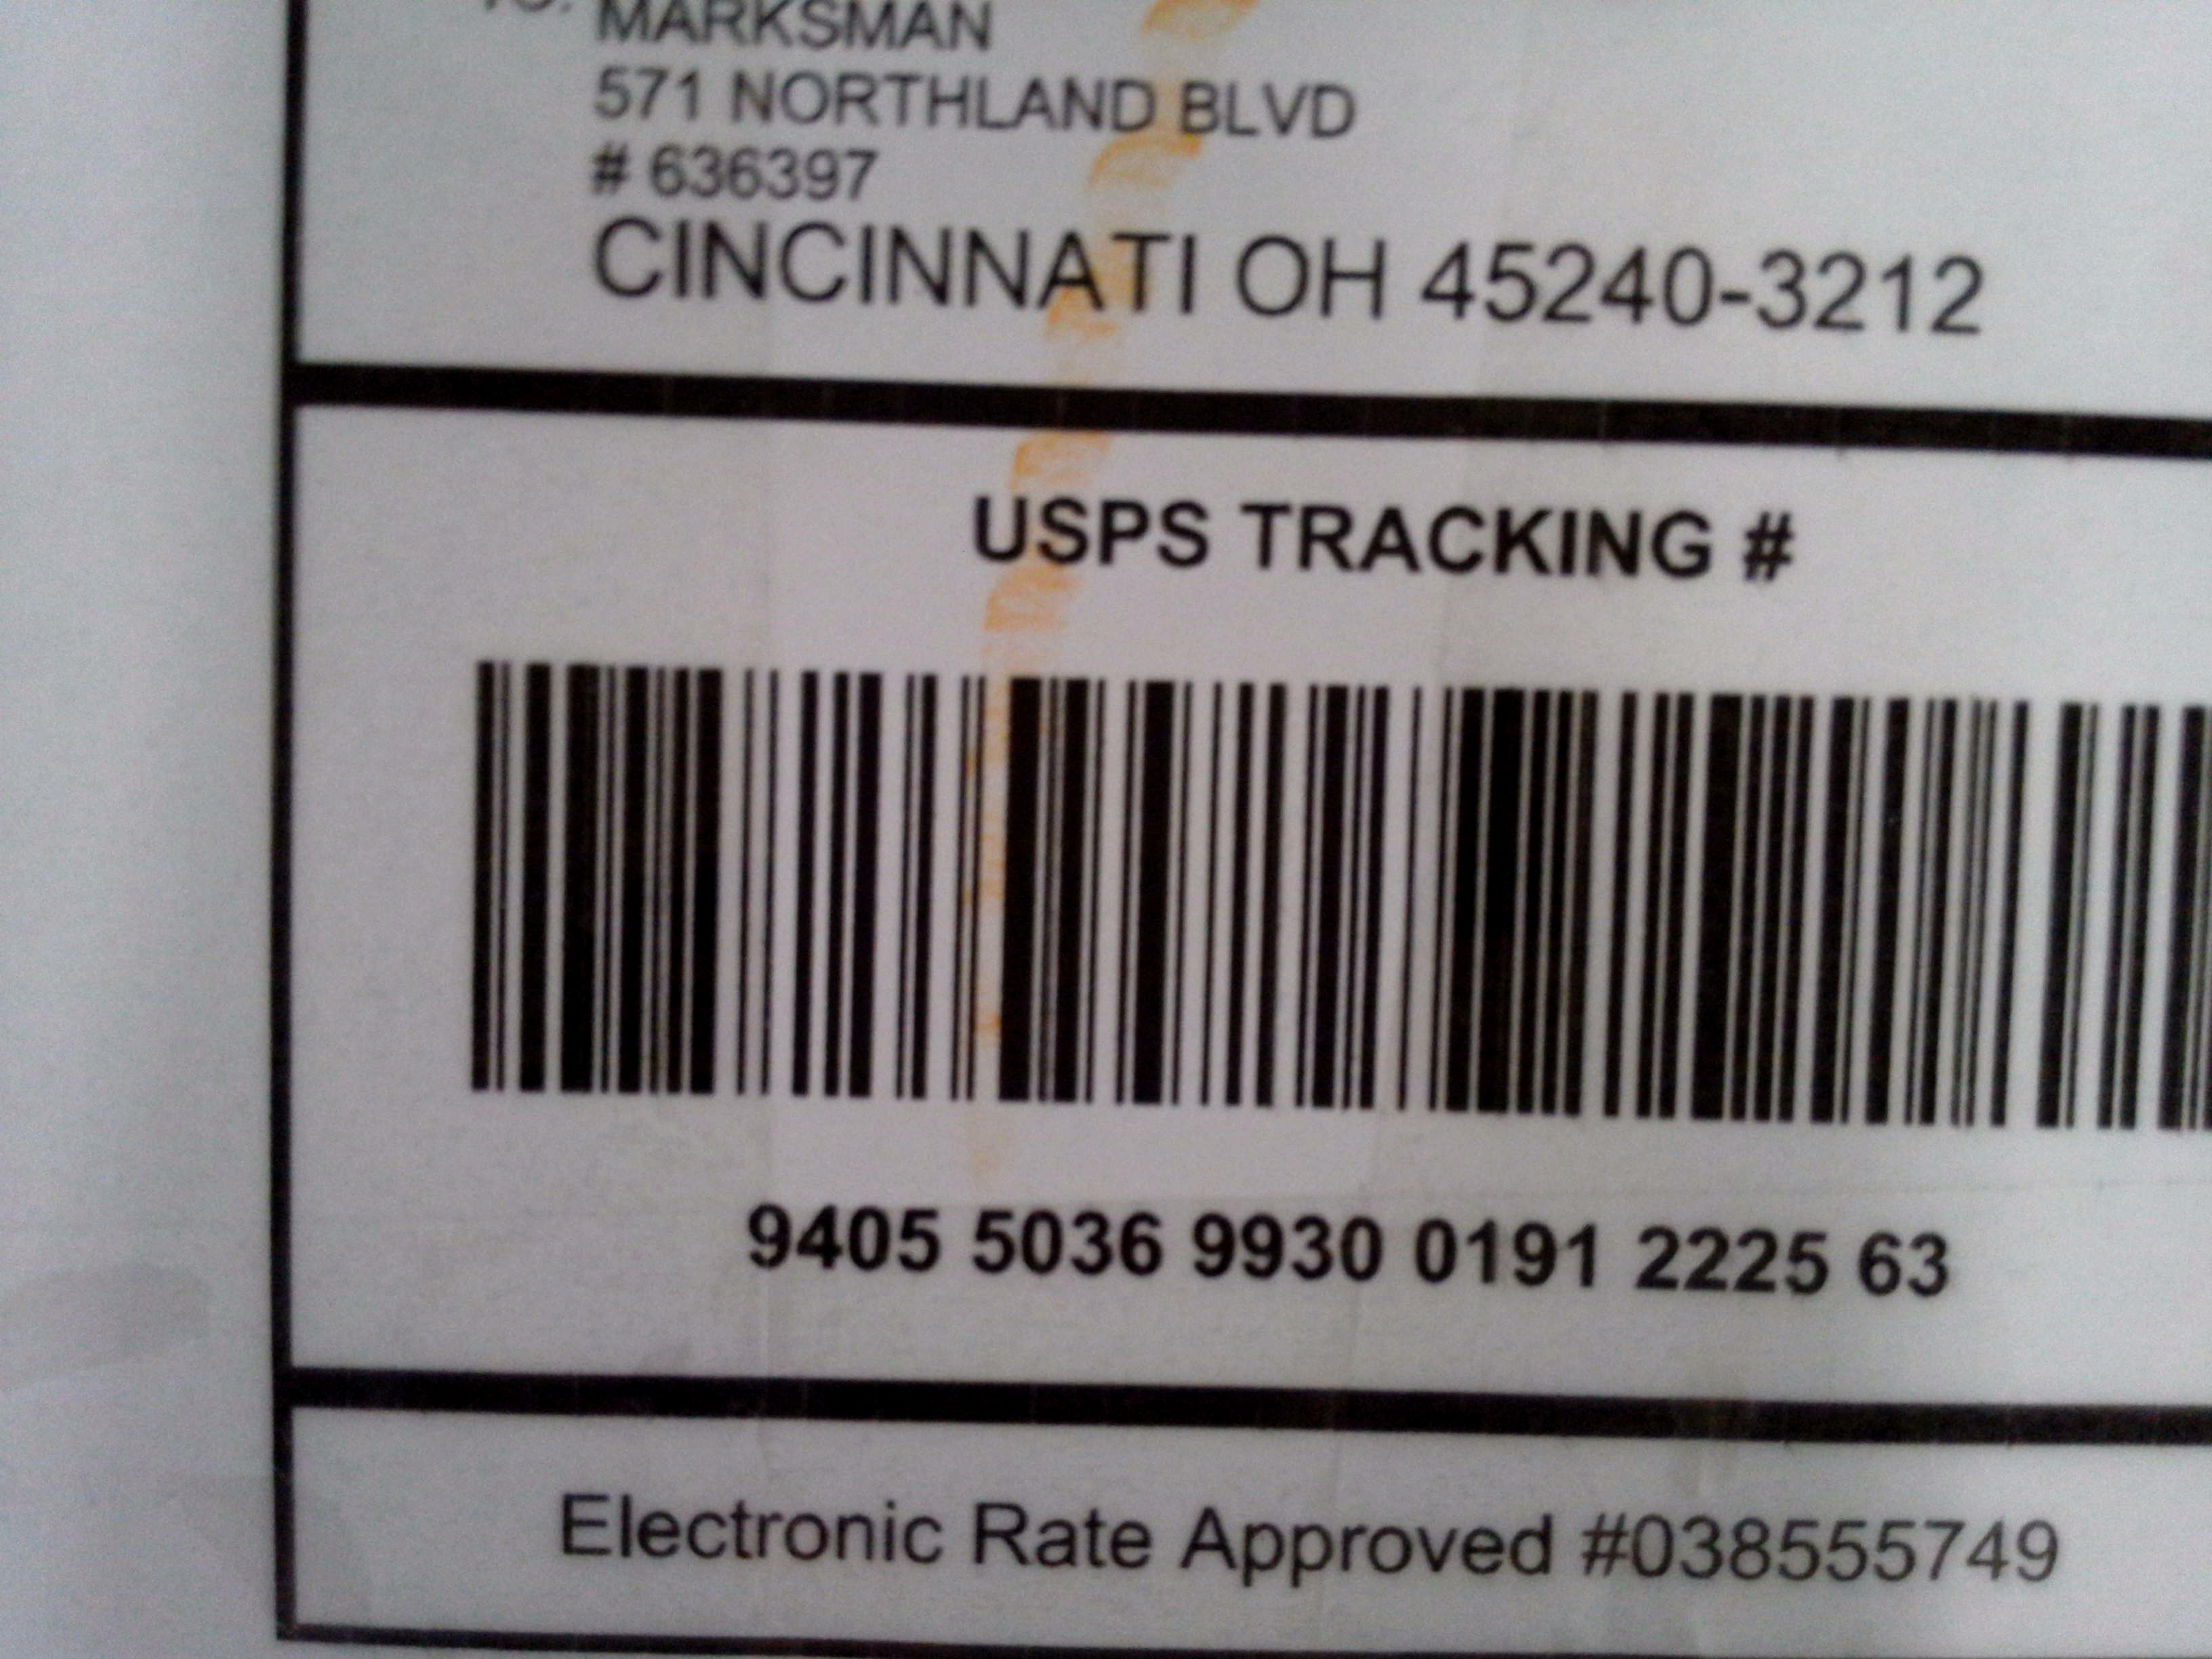 TO: MARKSMAN
571 NORTHLAND BLVD
# 636397
CINCINNATI OH 45240-3212
USPS TRACKING #
9405 5036 9930 0191 2225 63
Electronic Rate Approved #038555749